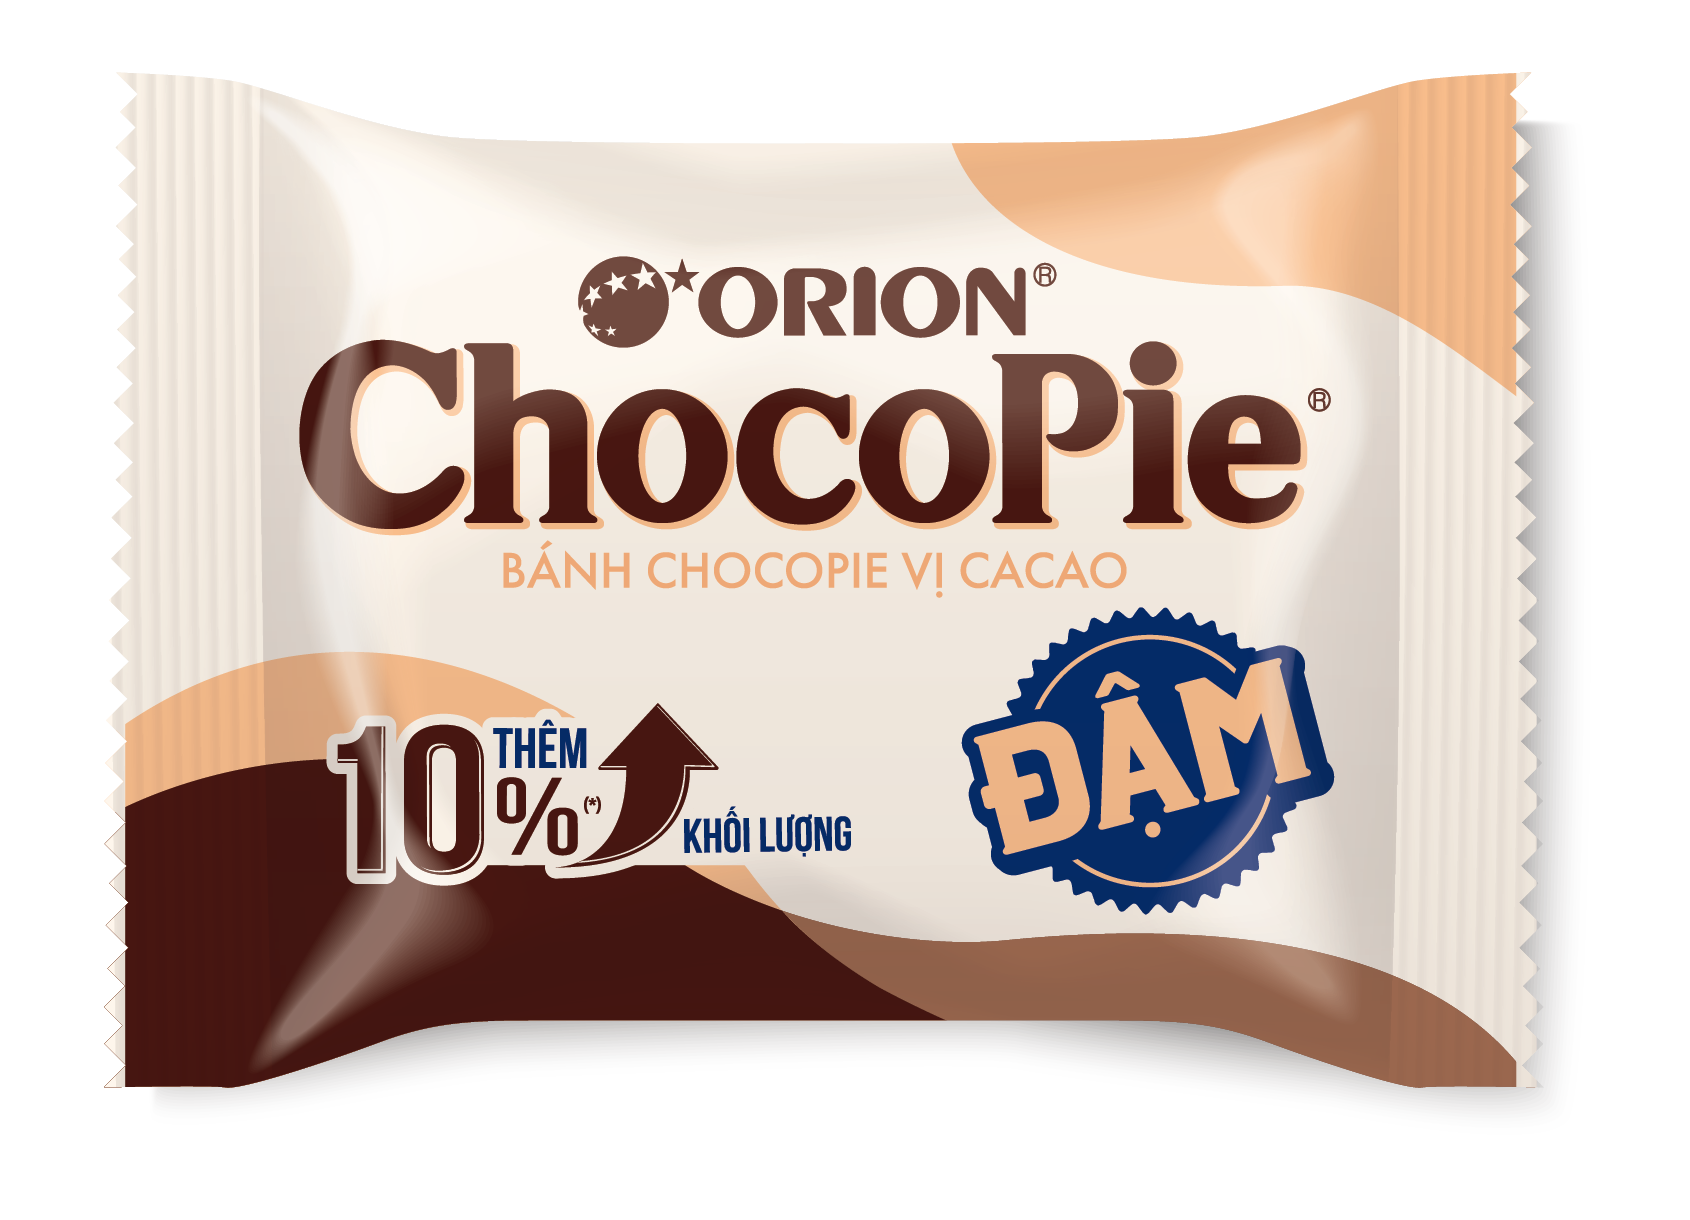 ORION®
ChocoPie®
BÁNH CHOCOPIE VỊ CACAO
THÊM
10%(*)
KHỐI LƯỢNG
ĐẬM